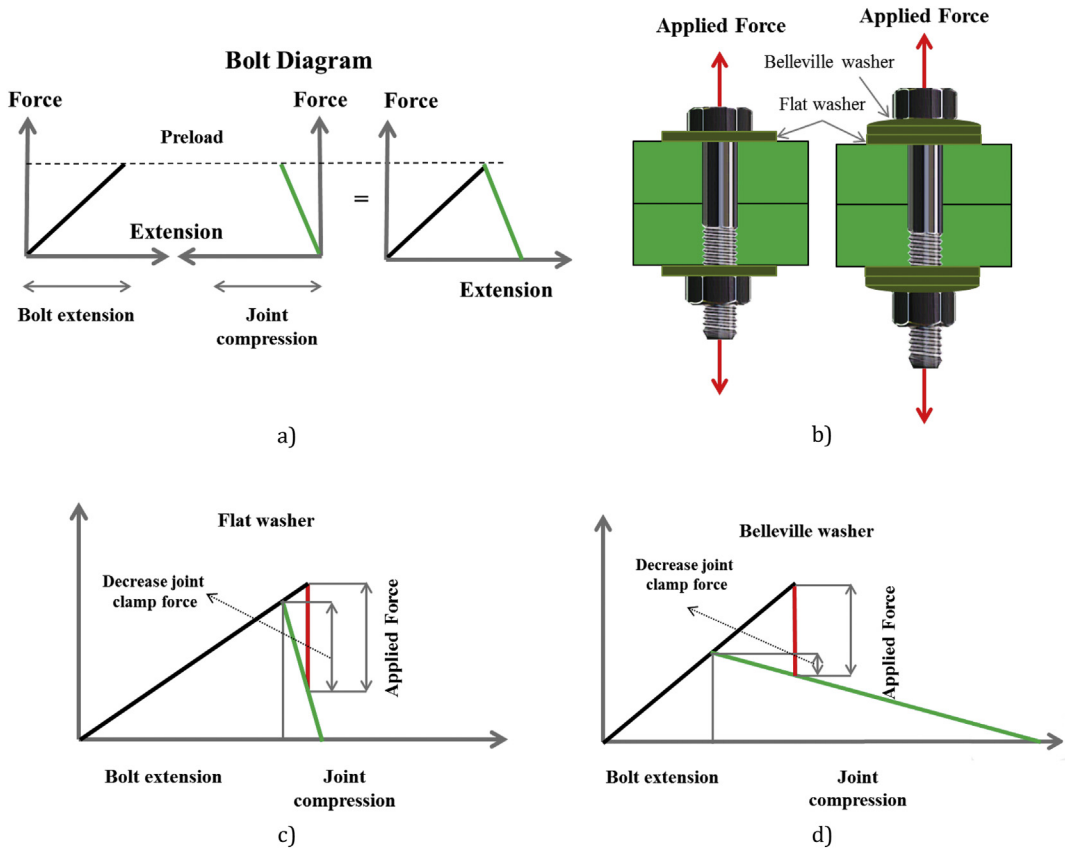 Bolt Diagram
Force
Force
Force
Preload
=
Extension
Extension
Bolt extension
Joint
compression
a)
Applied Force
Applied Force
Belleville washer
Flat washer
b)
Flat washer
Decrease joint
clamp force
Applied Force
Bolt extension
Joint
compression
c)
Belleville washer
Decrease joint
clamp force
Applied Force
Bolt extension
Joint
compression
d)